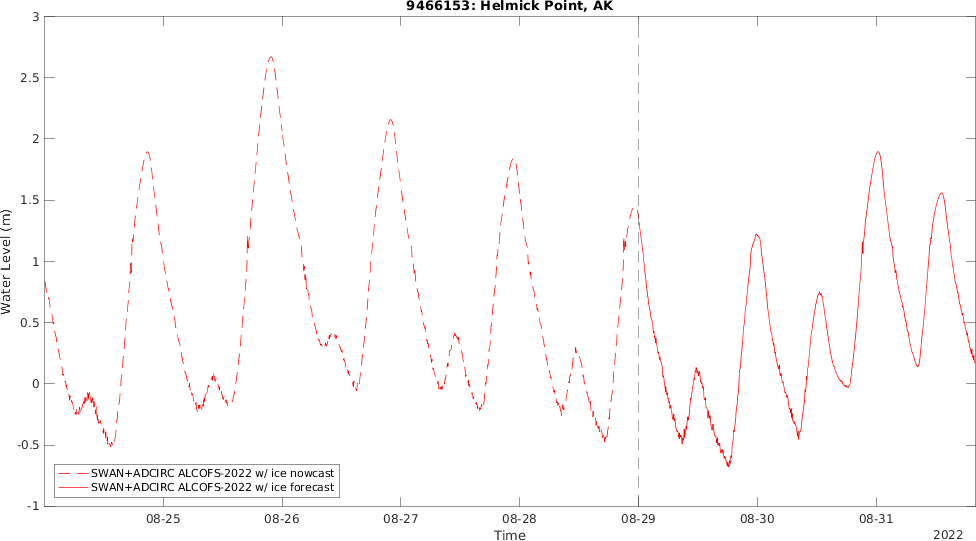 9466153: Helmick Point, AK
3
2.5
2
1.5
1
0.5
0
-0.5
-1
Water Level (m)
SWAN+ADCIRC ALCOFS-2022 w/ ice nowcast
SWAN+ADCIRC ALCOFS-2022 w/ ice forecast
08-25 08-26 08-27 08-28 08-29 08-30 08-31
Time
2022